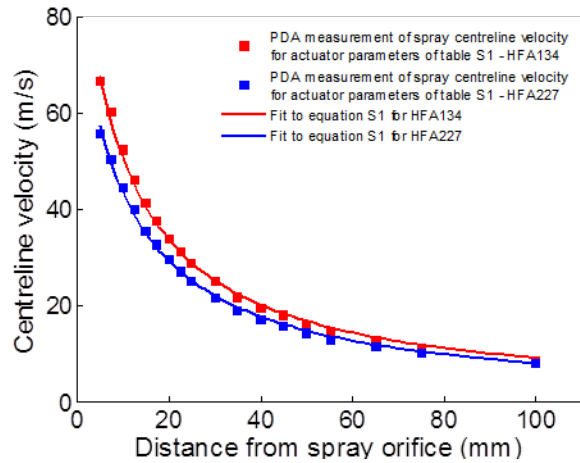 80
60
40
20
0
Centreline velocity (m/s)
PDA measurement of spray centreline velocity
for actuator parameters of table S1 - HFA134
PDA measurement of spray centreline velocity
for actuator parameters of table S1 - HFA227
Fit to equation S1 for HFA134
Fit to equation S1 for HFA227
0 20 40 60 80 100
Distance from spray orifice (mm)